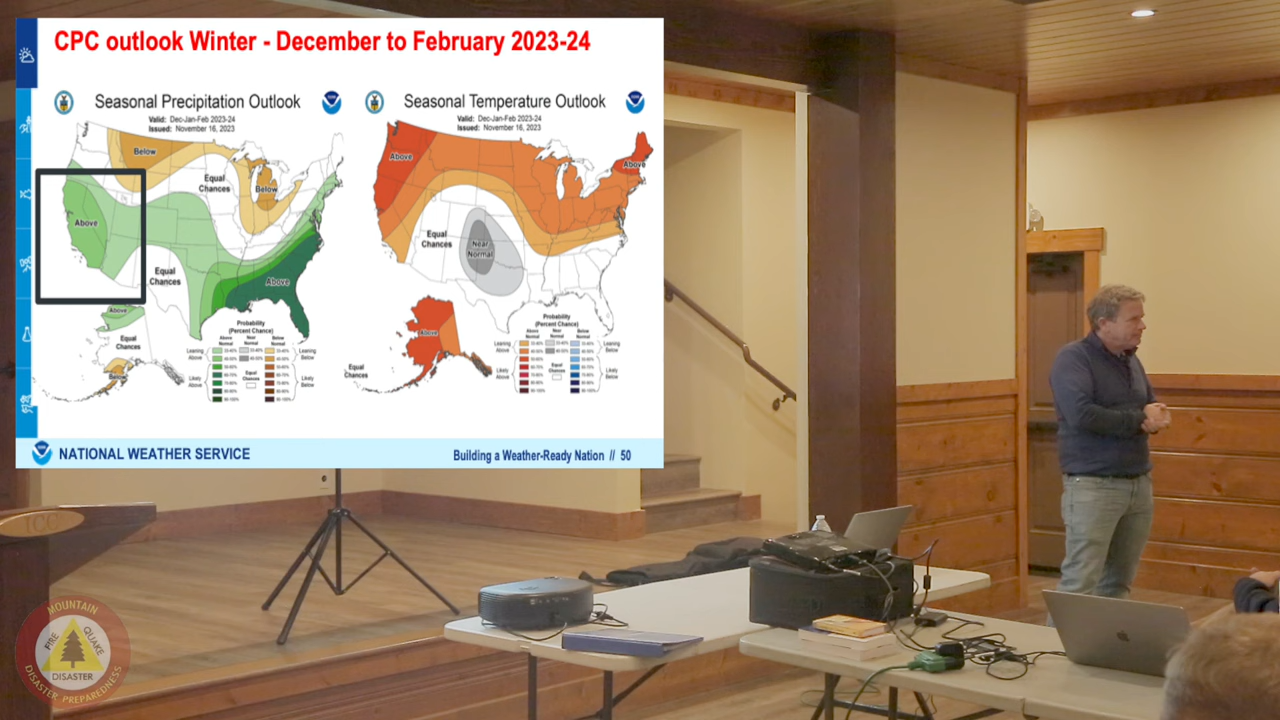 CPC outlook Winter - December to February 2023-24
Seasonal Precipitation Outlook
Valid: Dec-Jan-Feb 2023-24
Issued: November 16, 2023
Below
Equal
Chances
Below
Above
Equal
Chances
Above
Above
Equal
Chances
Below
Probability
(Percent Chance)
Above
Normal
Near
Normal
Below
Normal
Leaning
Above
Likely
Above
Equal
Chances
Leaning
Below
Likely
Below
Seasonal Temperature Outlook
Valid: Dec-Jan-Feb 2023-24
Issued: November 16, 2023
Above
Above
Equal
Chances
Near
Normal
Above
Equal
Chances
Probability
(Percent Chance)
Above
Normal
Near
Normal
Below
Normal
Leaning
Above
Likely
Above
Equal
Chances
Leaning
Below
Likely
Below
NATIONAL WEATHER SERVICE
Building a Weather-Ready Nation // 50
ICC
MOUNTAIN
FIRE
QUAKE
DISASTER
DISASTER PREPAREDNESS